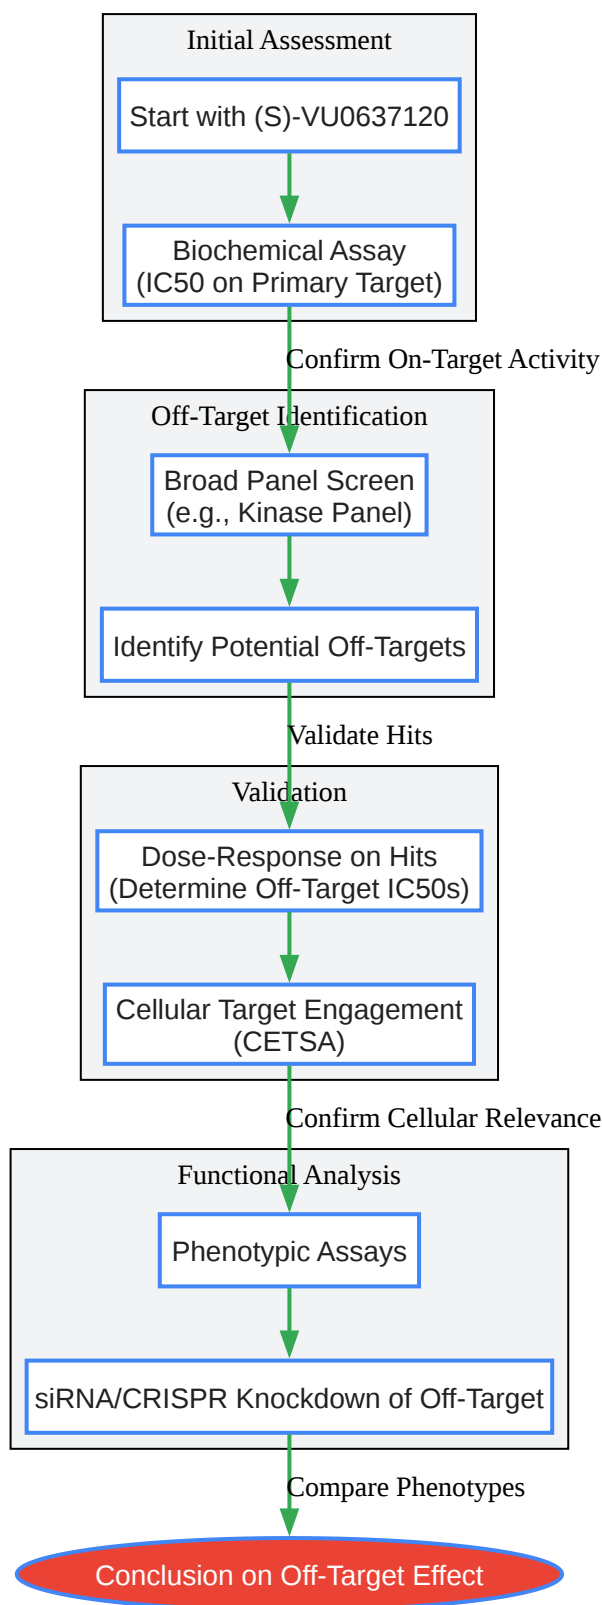 Initial Assessment
Start with (S)-VU0637120
Biochemical Assay
(IC50 on Primary Target)
Confirm On-Target Activity
Off-Target Identification
Broad Panel Screen
(e.g., Kinase Panel)
Identify Potential Off-Targets
Validate Hits
Validation
Dose-Response on Hits
(Determine Off-Target IC50s)
Cellular Target Engagement
(CETSA)
Confirm Cellular Relevance
Functional Analysis
Phenotypic Assays
siRNA/CRISPR Knockdown of Off-Target
Compare Phenotypes
Conclusion on Off-Target Effect